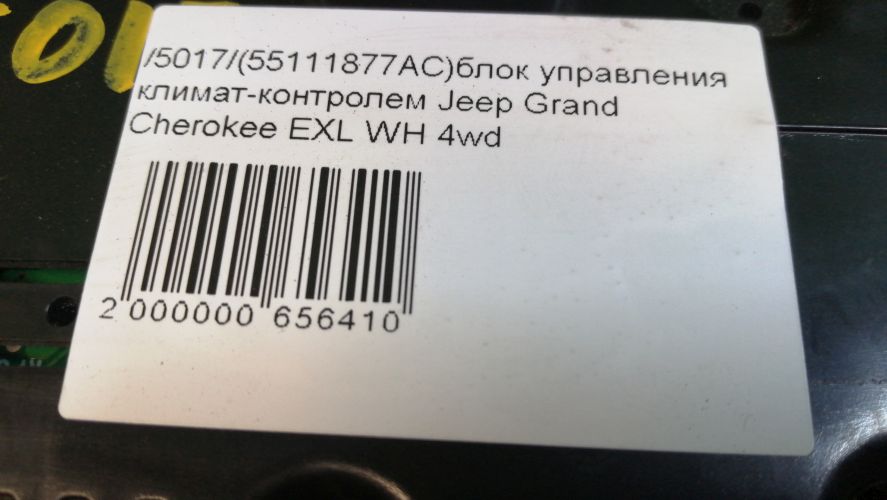 /5017/(55111877AC)блок управления
климат-контролем Jeep Grand
Cherokee EXL WH 4wd
2 000000 656410